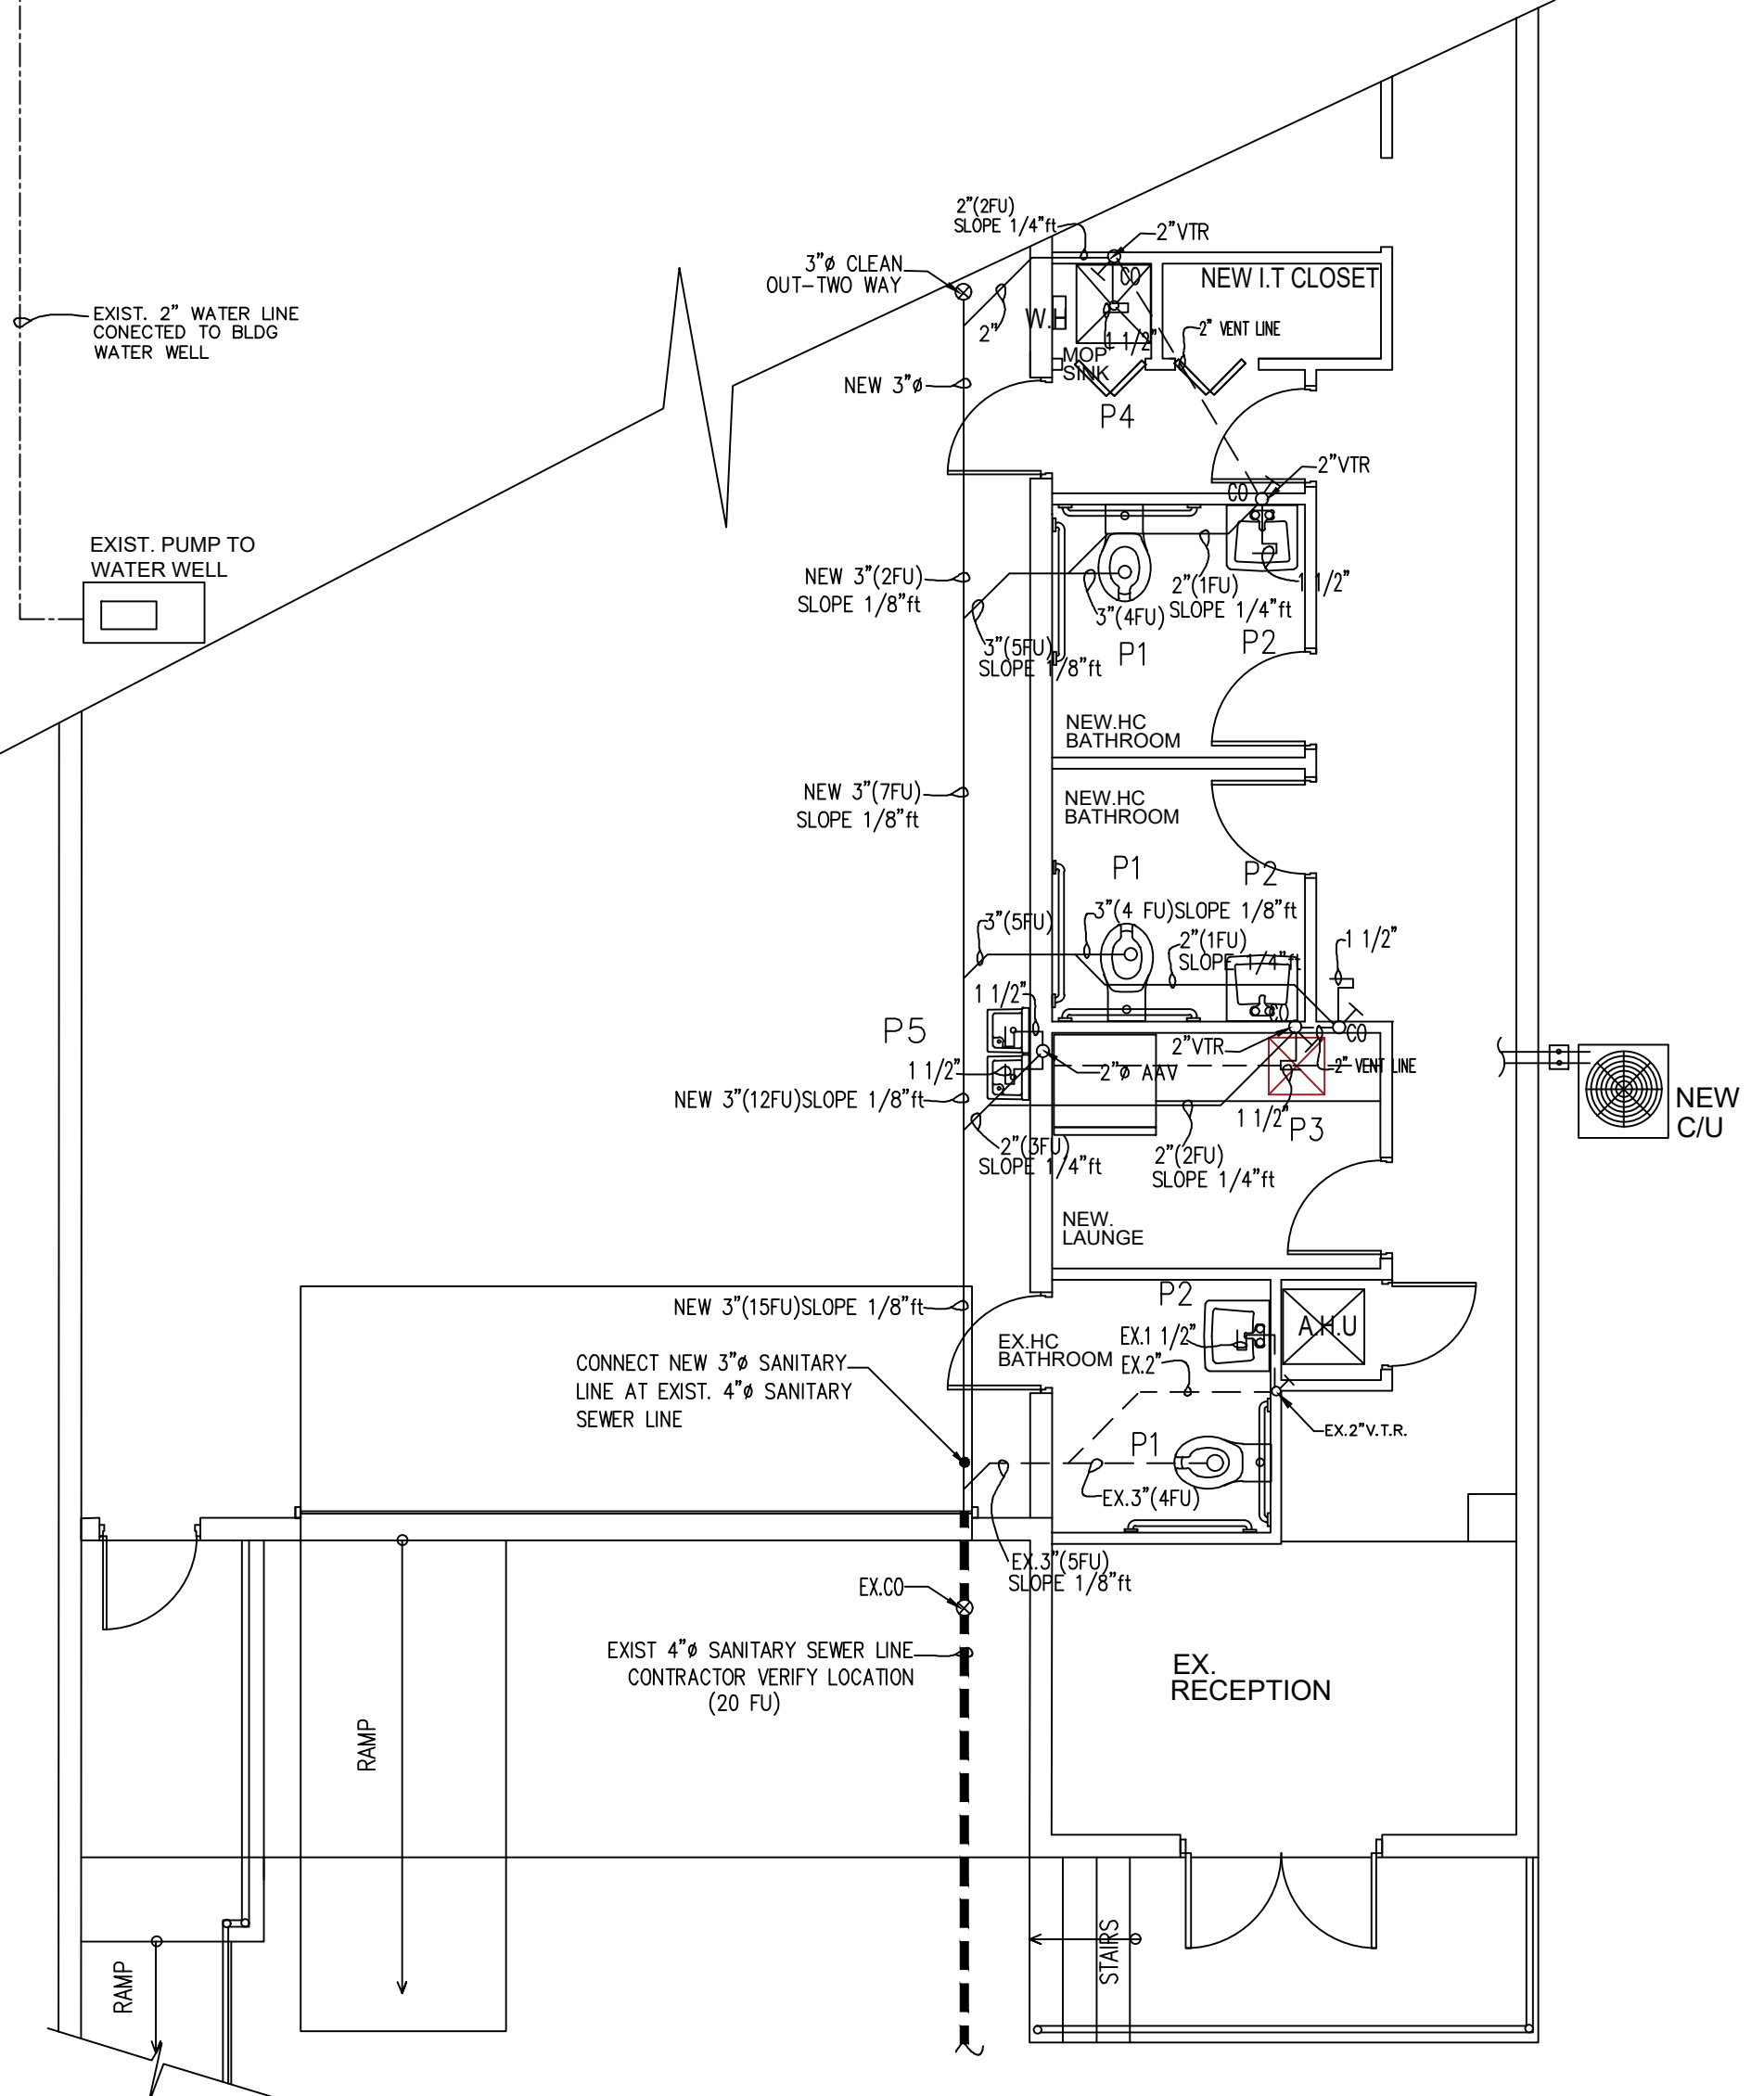 2"(2FU)
SLOPE 1/4"ft
2"VTR
3"ø CLEAN
OUT-TWO WAY
CO
NEW I.T CLOSET
EXIST. 2" WATER LINE
CONECTED TO BLDG
WATER WELL
2"
1 1/2"
2" VENT LINE
MOP
SINK
NEW 3"ø
P4
2"VTR
CO
EXIST. PUMP TO
WATER WELL
NEW 3"(2FU)
SLOPE 1/8"ft
2"(1FU)
SLOPE 1/4"ft
1 1/2"
3"(4FU)
3"(5FU)
SLOPE 1/8"ft
P1
P2
NEW.HC
BATHROOM
NEW 3"(7FU)
SLOPE 1/8"ft
NEW.HC
BATHROOM
P1
P2
3"(5FU)
3"(4 FU)SLOPE 1/8"ft
2"(1FU)
SLOPE 1/4"ft
1 1/2"
1 1/2"
P5
CO
CO
2"VTR
1 1/2"
2"ø AAV
2" VENT LINE
NEW 3"(12FU)SLOPE 1/8"ft
1 1/2"
P3
2"(3FU)
SLOPE 1/4"ft
2"(2FU)
SLOPE 1/4"ft
NEW
C/U
NEW.
LAUNGE
NEW 3"(15FU)SLOPE 1/8"ft
P2
EX.HC
BATHROOM
EX.1 1/2"
EX.2"
A.H.U
CONNECT NEW 3"ø SANITARY
LINE AT EXIST. 4"ø SANITARY
SEWER LINE
P1
EX.2"V.T.R.
EX.3"(4FU)
EX.3"(5FU)
SLOPE 1/8"ft
EX.CO
EXIST 4"ø SANITARY SEWER LINE
CONTRACTOR VERIFY LOCATION
(20 FU)
EX.
RECEPTION
RAMP
RAMP
STAIRS